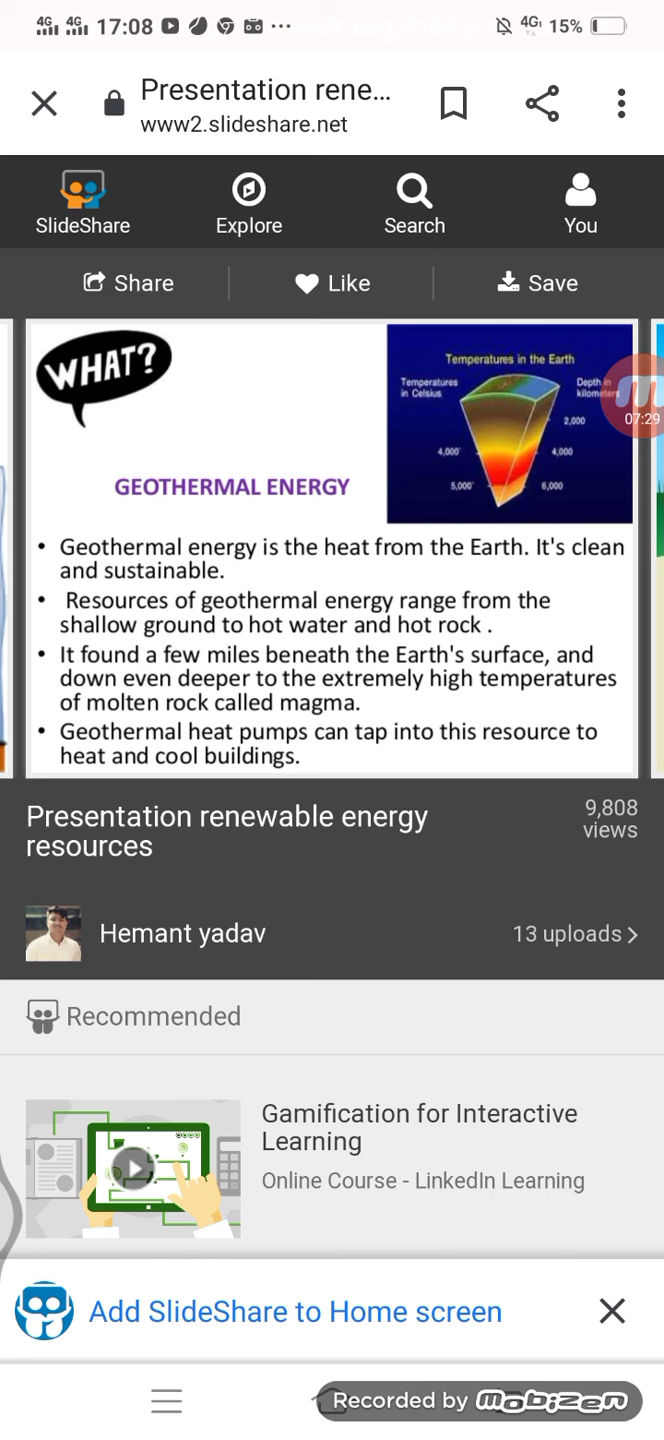 4G 4G 17:08 4G 15%
Presentation rene...
www2.slideshare.net
SlideShare Explore Search You
Share Like Save
WHAT?
Temperatures in the Earth
Temperatures
in Celsius
Depth in
kilometers
2,000
4,000° 4,000
5,000° 6,000
07:29
GEOTHERMAL ENERGY
• Geothermal energy is the heat from the Earth. It's clean
and sustainable.
• Resources of geothermal energy range from the
shallow ground to hot water and hot rock .
• It found a few miles beneath the Earth's surface, and
down even deeper to the extremely high temperatures
of molten rock called magma.
• Geothermal heat pumps can tap into this resource to
heat and cool buildings.
Presentation renewable energy
resources
9,808
views
Hemant yadav
13 uploads
Recommended
Gamification for Interactive
Learning
Online Course - LinkedIn Learning
Add SlideShare to Home screen
Recorded by mobizen